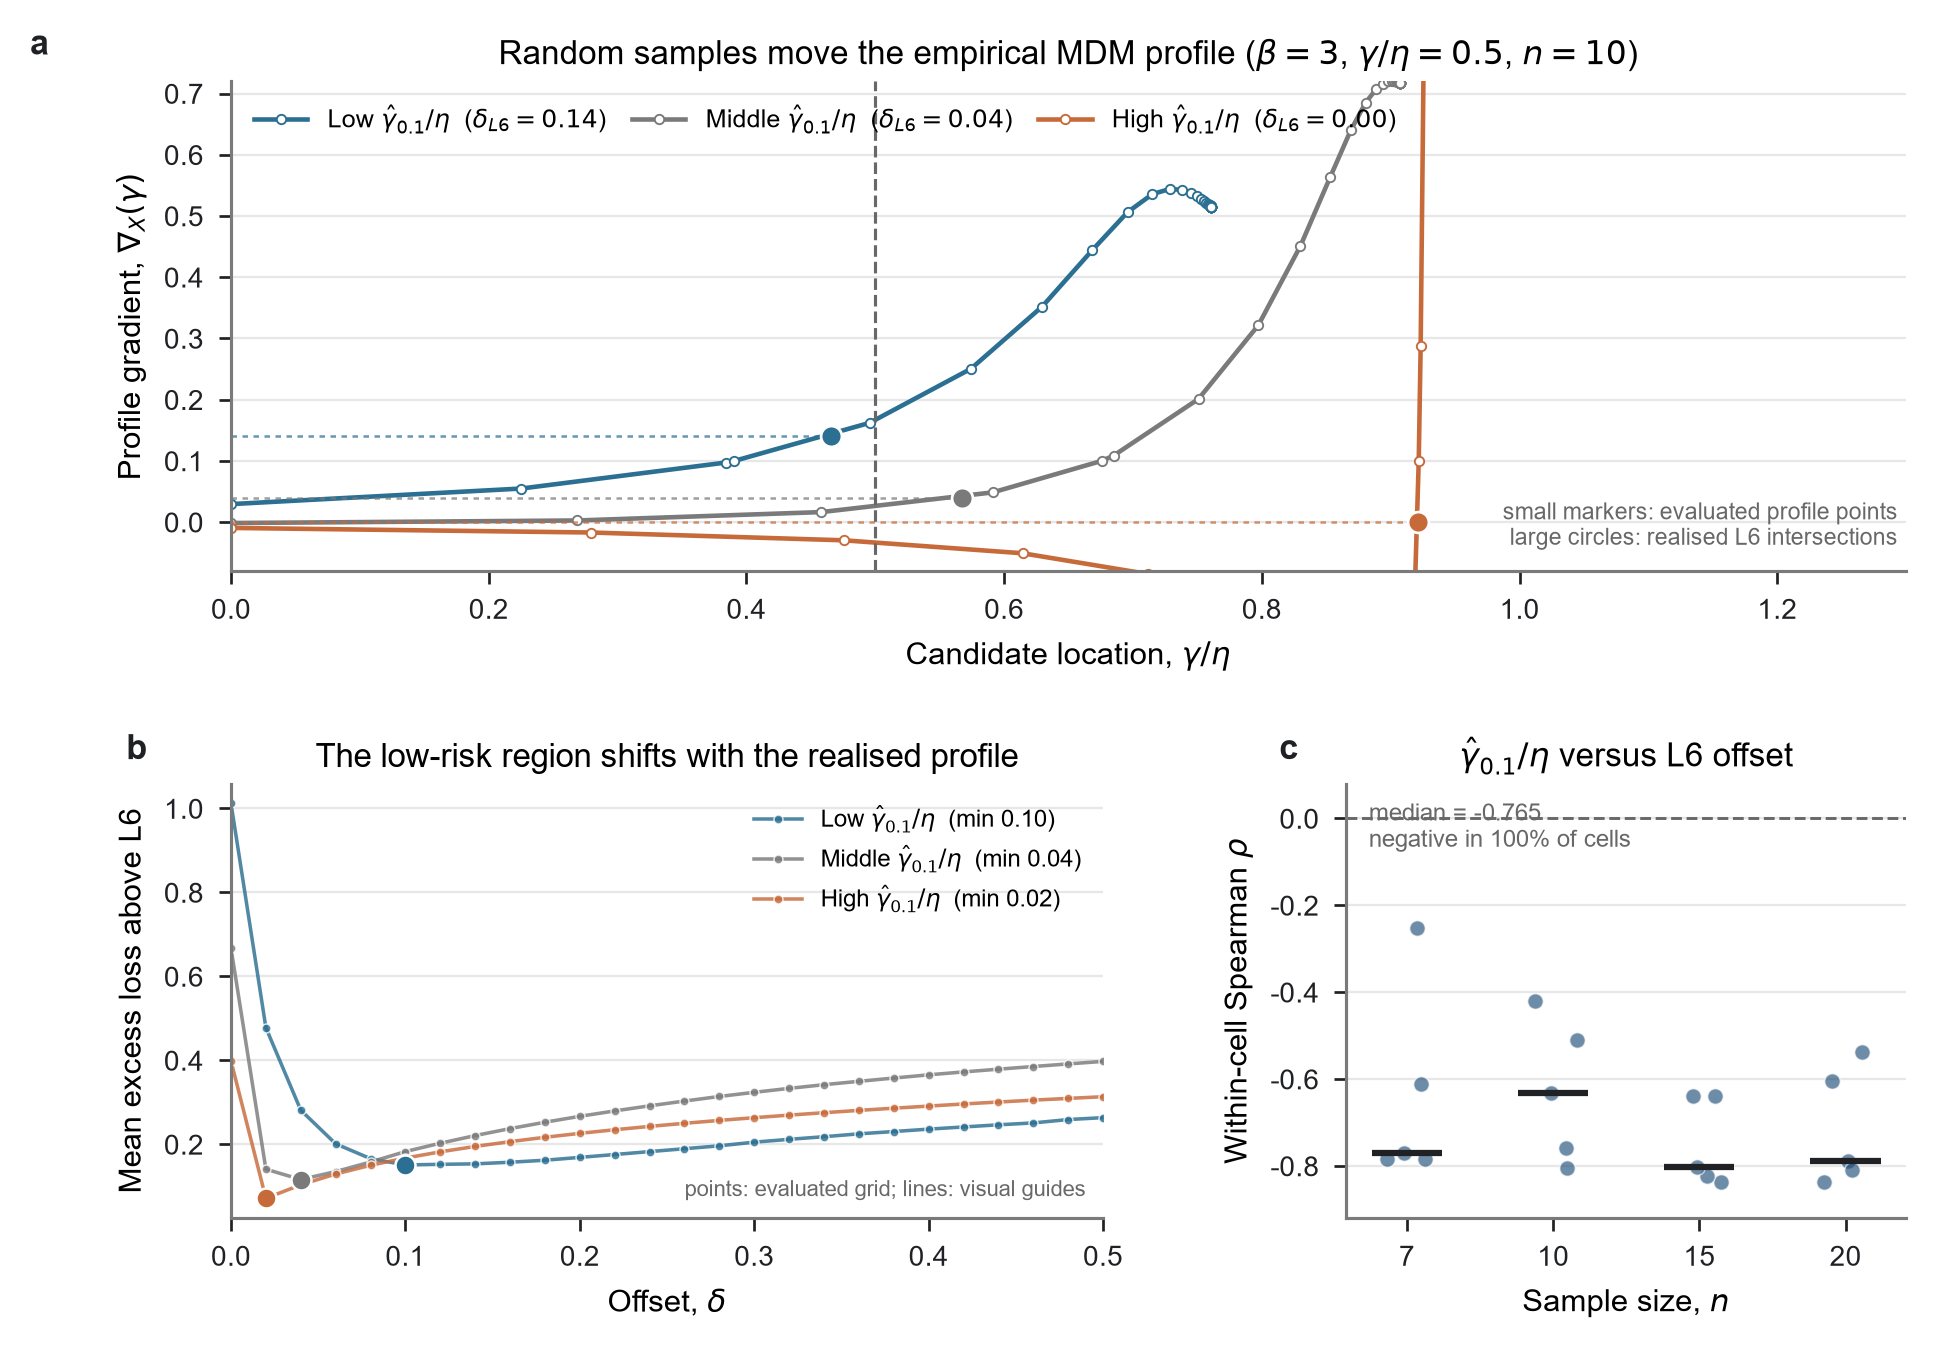 a
Random samples move the empirical MDM profile (β = 3, γ/η = 0.5, n = 10)
Profile gradient, ∇X(γ)
0.7
0.6
0.5
0.4
0.3
0.2
0.1
0.0
Low γ̂0.1/η (δL6 = 0.14)
Middle γ̂0.1/η (δL6 = 0.04)
High γ̂0.1/η (δL6 = 0.00)
small markers: evaluated profile points
large circles: realised L6 intersections
0.0 0.2 0.4 0.6 0.8 1.0 1.2
Candidate location, γ/η
b
The low-risk region shifts with the realised profile
Mean excess loss above L6
1.0
0.8
0.6
0.4
0.2
Low γ̂0.1/η (min 0.10)
Middle γ̂0.1/η (min 0.04)
High γ̂0.1/η (min 0.02)
points: evaluated grid; lines: visual guides
0.0 0.1 0.2 0.3 0.4 0.5
Offset, δ
c
γ̂0.1/η versus L6 offset
Within-cell Spearman ρ
0.0
-0.2
-0.4
-0.6
-0.8
median = -0.765
negative in 100% of cells
7 10 15 20
Sample size, n